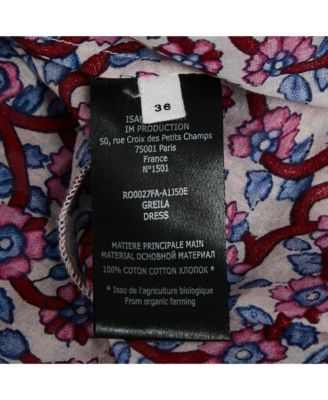 36
ISAB
IM PRODUCTION
50, rue Croix des Petits Champs
75001 Paris
France
N°1501
RO0027FA-A1J50E
GREILA
DRESS
MATIERE PRINCIPALE MAIN
MATERIAL ОСНОВНОЙ МАТЕРИАЛ
100% COTON COTTON ХЛОПОК *
* Issu de l'agriculture biologique
From organic farming